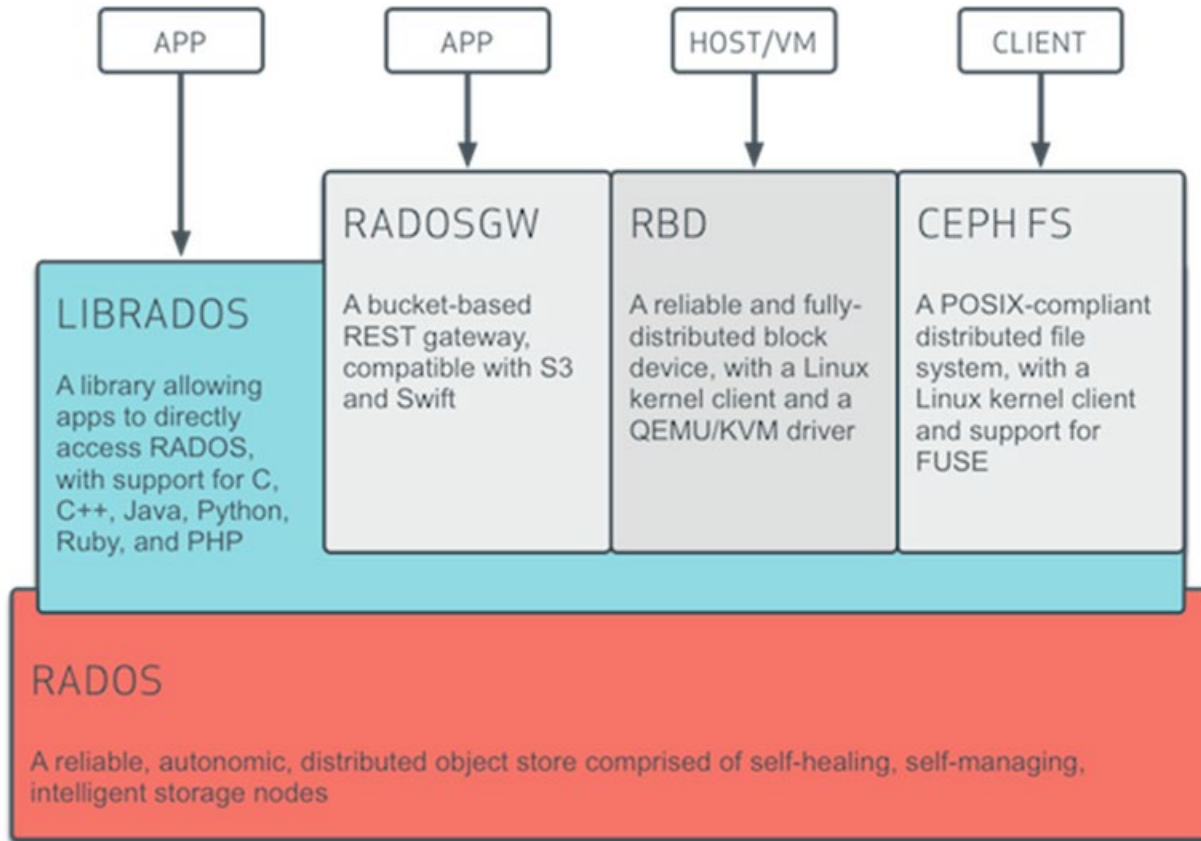 APP
APP
HOST/VM
CLIENT
LIBRADOS
A library allowing
apps to directly
access RADOS,
with support for C,
C++, Java, Python,
Ruby, and PHP
RADOSGW
A bucket-based
REST gateway,
compatible with S3
and Swift
RBD
A reliable and fully-
distributed block
device, with a Linux
kernel client and a
QEMU/KVM driver
CEPH FS
A POSIX-compliant
distributed file
system, with a
Linux kernel client
and support for
FUSE
RADOS
A reliable, autonomic, distributed object store comprised of self-healing, self-managing,
intelligent storage nodes